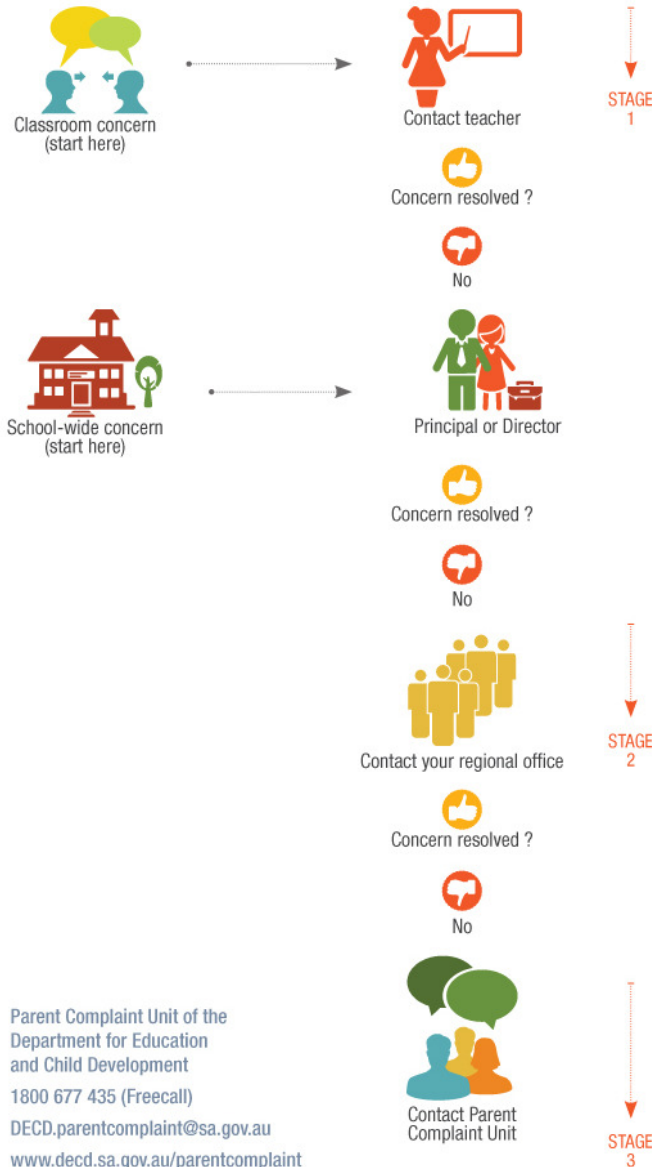 Classroom concern
(start here)
Contact teacher
STAGE
1
Concern resolved ?
No
School-wide concern
(start here)
Principal or Director
Concern resolved ?
No
Contact your regional office
STAGE
2
Concern resolved ?
No
Contact Parent
Complaint Unit
STAGE
3
Parent Complaint Unit of the
Department for Education
and Child Development
1800 677 435 (Freecall)
DECD.parentcomplaint@sa.gov.au
www.decd.sa.gov.au/parentcomplaint